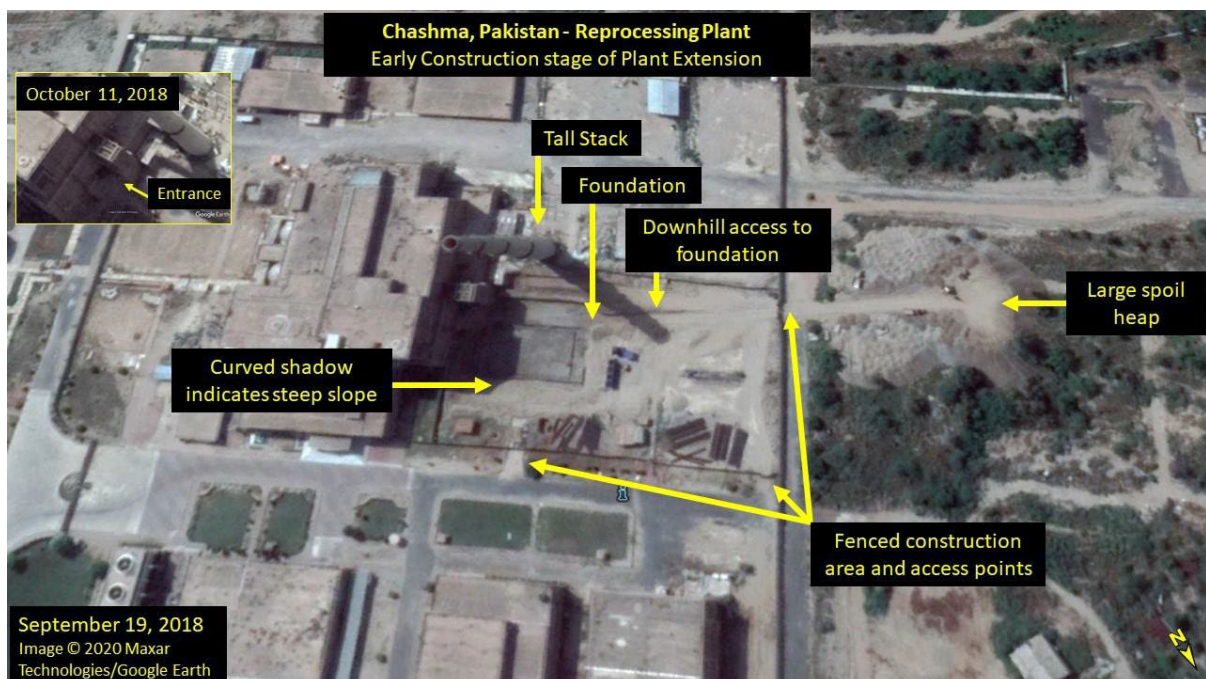 Chashma, Pakistan - Reprocessing Plant
Early Construction stage of Plant Extension
October 11, 2018
Entrance
Google Earth
Tall Stack
Foundation
Downhill access to
foundation
Large spoil
heap
Curved shadow
indicates steep slope
Fenced construction
area and access points
September 19, 2018
Image © 2020 Maxar
Technologies/Google Earth
N